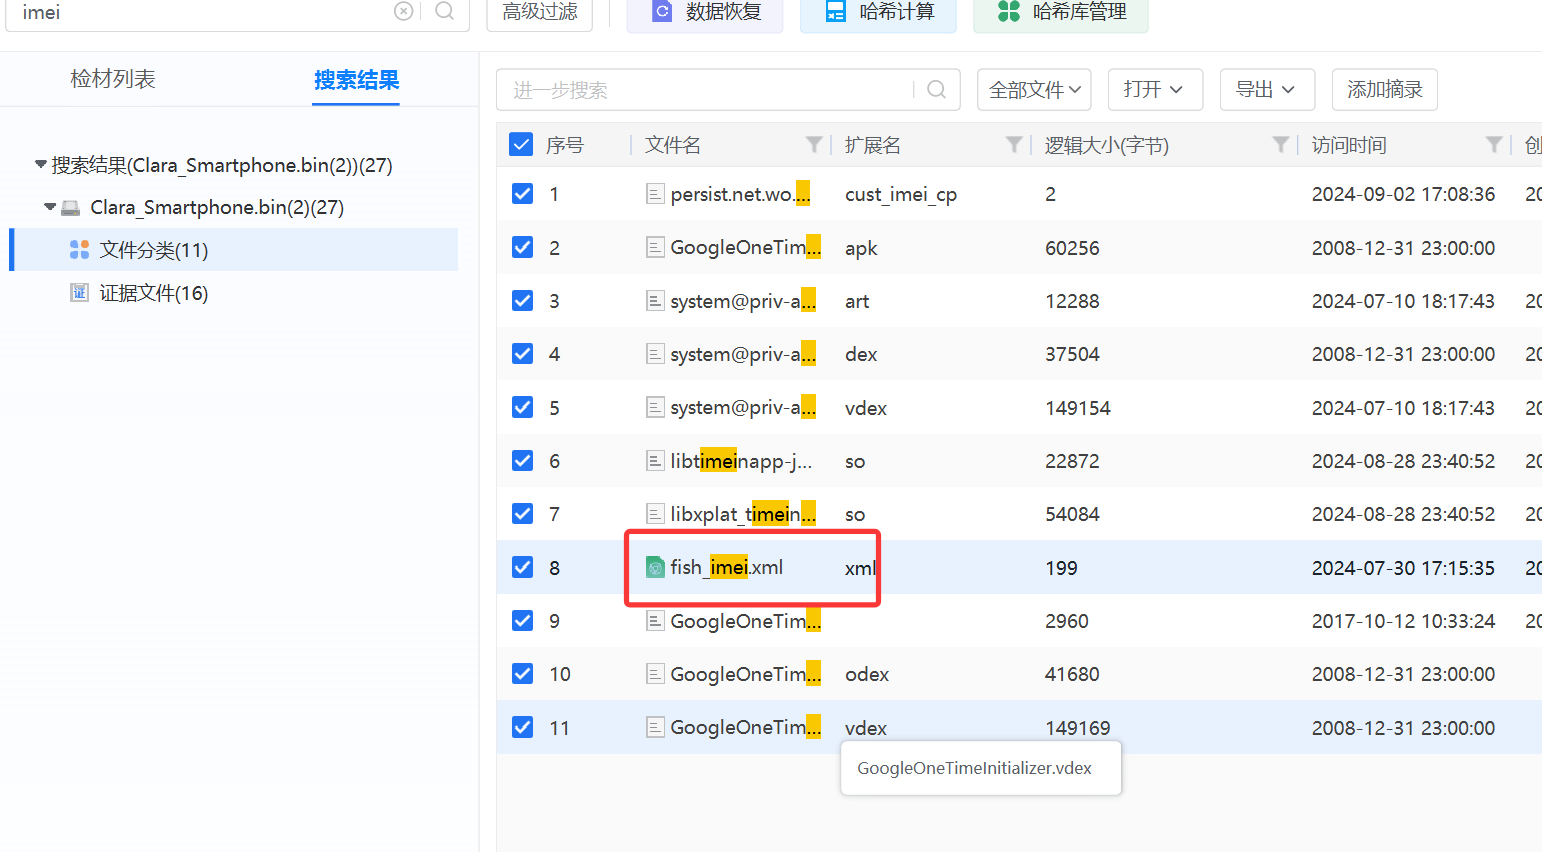 imei
高级过滤
数据恢复
哈希计算
哈希库管理
检材列表
搜索结果
进一步搜索
全部文件
打开
导出
添加摘录
搜索结果(Clara_Smartphone.bin(2))(27)
Clara_Smartphone.bin(2)(27)
文件分类(11)
证
证据文件(16)
序号 文件名 扩展名 逻辑大小(字节) 访问时间 创
1 persist.net.wo.... cust_imei_cp 2 2024-09-02 17:08:36 20
2 GoogleOneTim... apk 60256 2008-12-31 23:00:00 20
3 system@priv-a... art 12288 2024-07-10 18:17:43 20
4 system@priv-a... dex 37504 2008-12-31 23:00:00 20
5 system@priv-a... vdex 149154 2024-07-10 18:17:43 20
6 libtimeinapp-j... so 22872 2024-08-28 23:40:52 20
7 libxplat_timein... so 54084 2024-08-28 23:40:52 20
8 fish_imei.xml xml 199 2024-07-30 17:15:35 20
9 GoogleOneTim... 2960 2017-10-12 10:33:24 20
10 GoogleOneTim... odex 41680 2008-12-31 23:00:00
11 GoogleOneTim... vdex 149169 2008-12-31 23:00:00
GoogleOneTimeInitializer.vdex